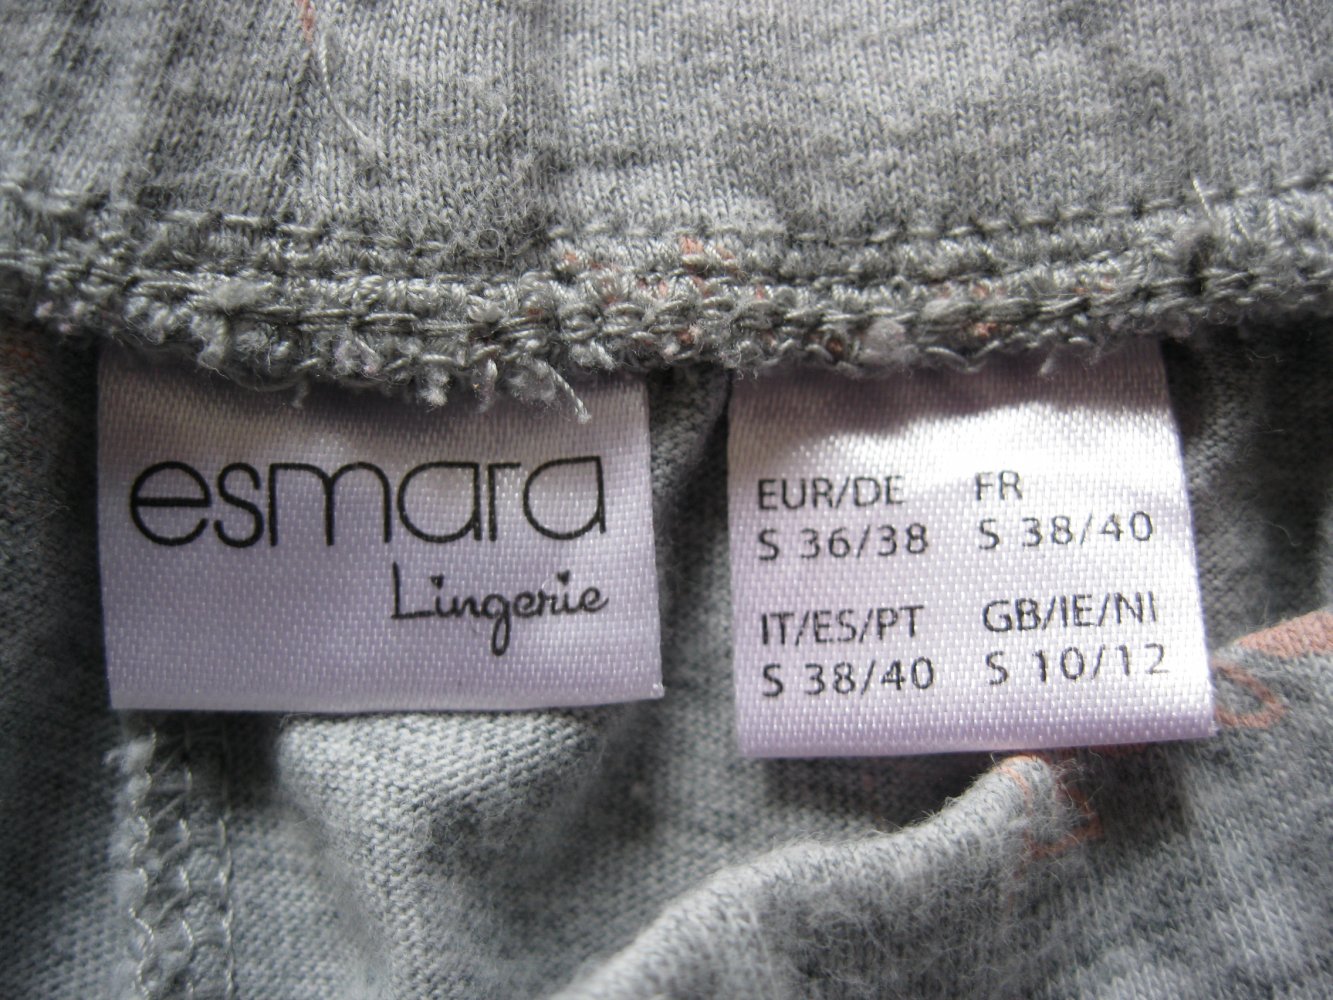 esmara
Lingerie
EUR/DE FR
S 36/38 S 38/40
IT/ES/PT GB/IE/NI
S 38/40 S 10/12